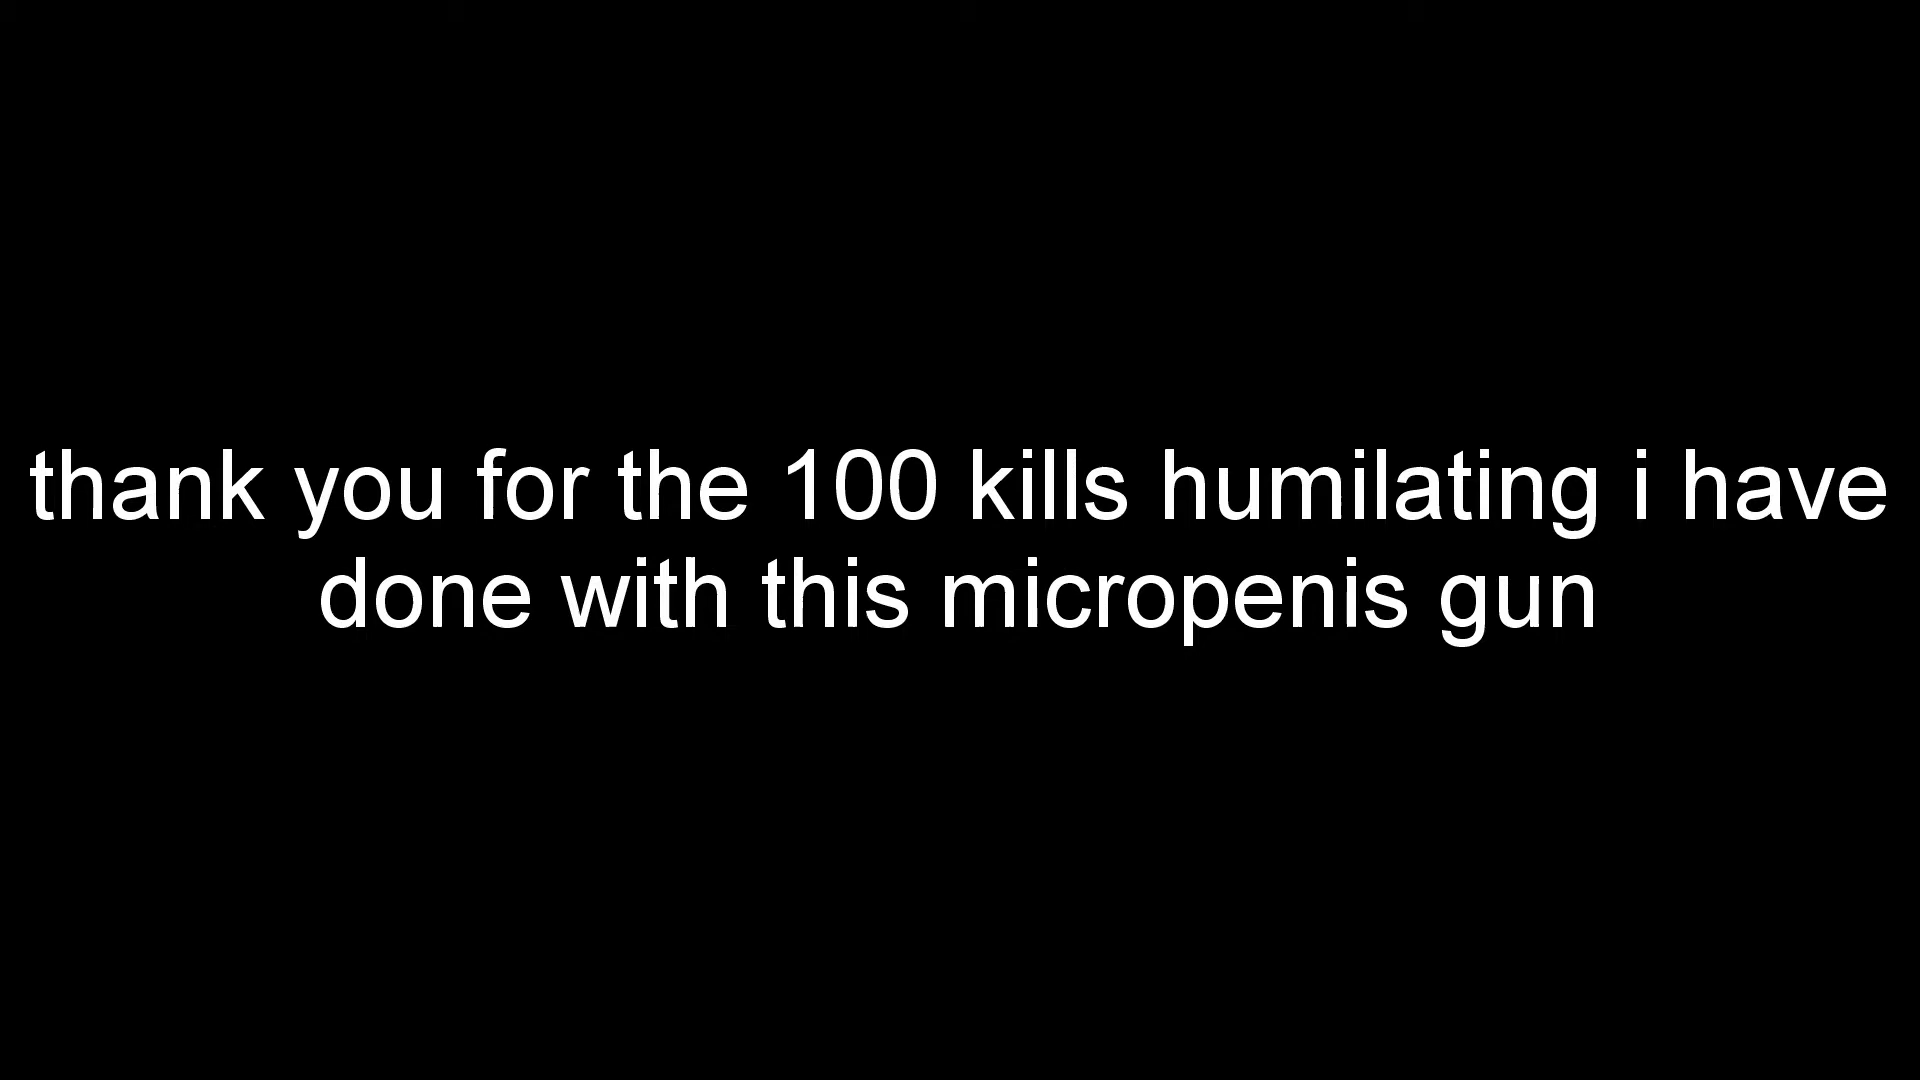 thank you for the 100 kills humilating i have
done with this micropenis gun